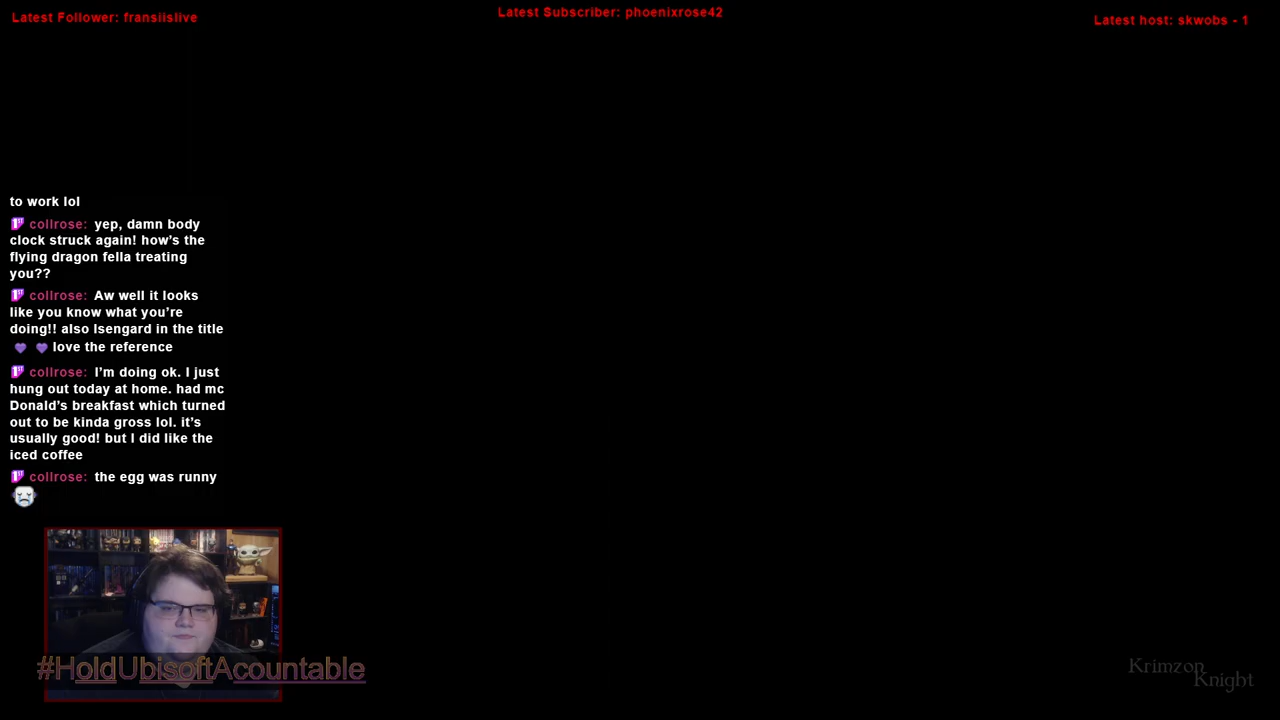 Latest Follower: fransiislive
Latest Subscriber: phoenixrose42
Latest host: skwobs - 1
to work lol
collrose: yep, damn body
clock struck again! how's the
flying dragon fella treating
you??
collrose: Aw well it looks
like you know what you're
doing!! also Isengard in the title
love the reference
collrose: I'm doing ok. I just
hung out today at home. had mc
Donald's breakfast which turned
out to be kinda gross lol. it's
usually good! but I did like the
iced coffee
collrose: the egg was runny
#HoldUbisoftAcountable
Krimzon
Knight